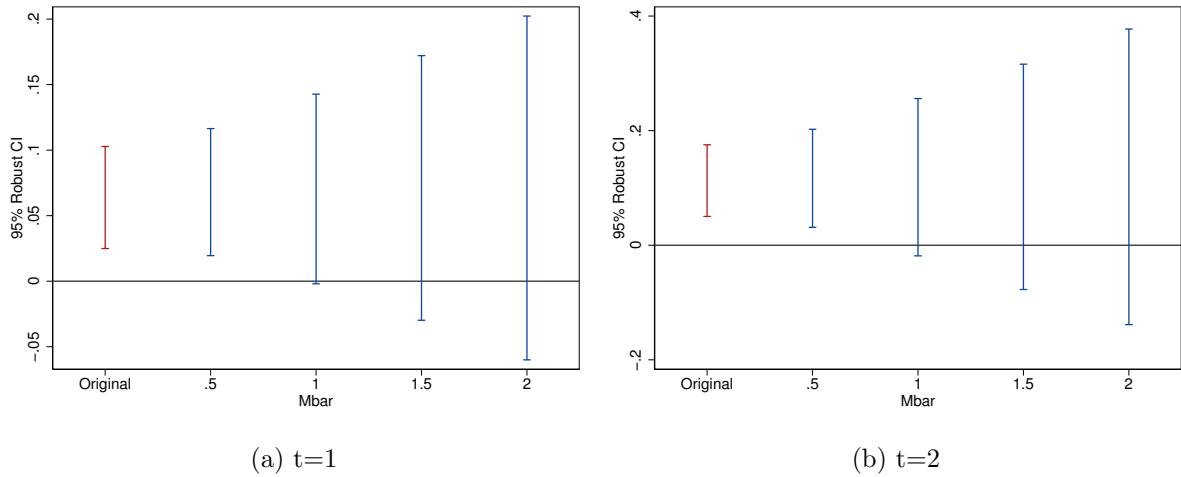 95% Robust CI
.2
.15
.1
.05
0
-.05
Original .5 1 1.5 2
Mbar
(a) t=1
95% Robust CI
.4
.2
0
-.2
Original .5 1 1.5 2
Mbar
(b) t=2